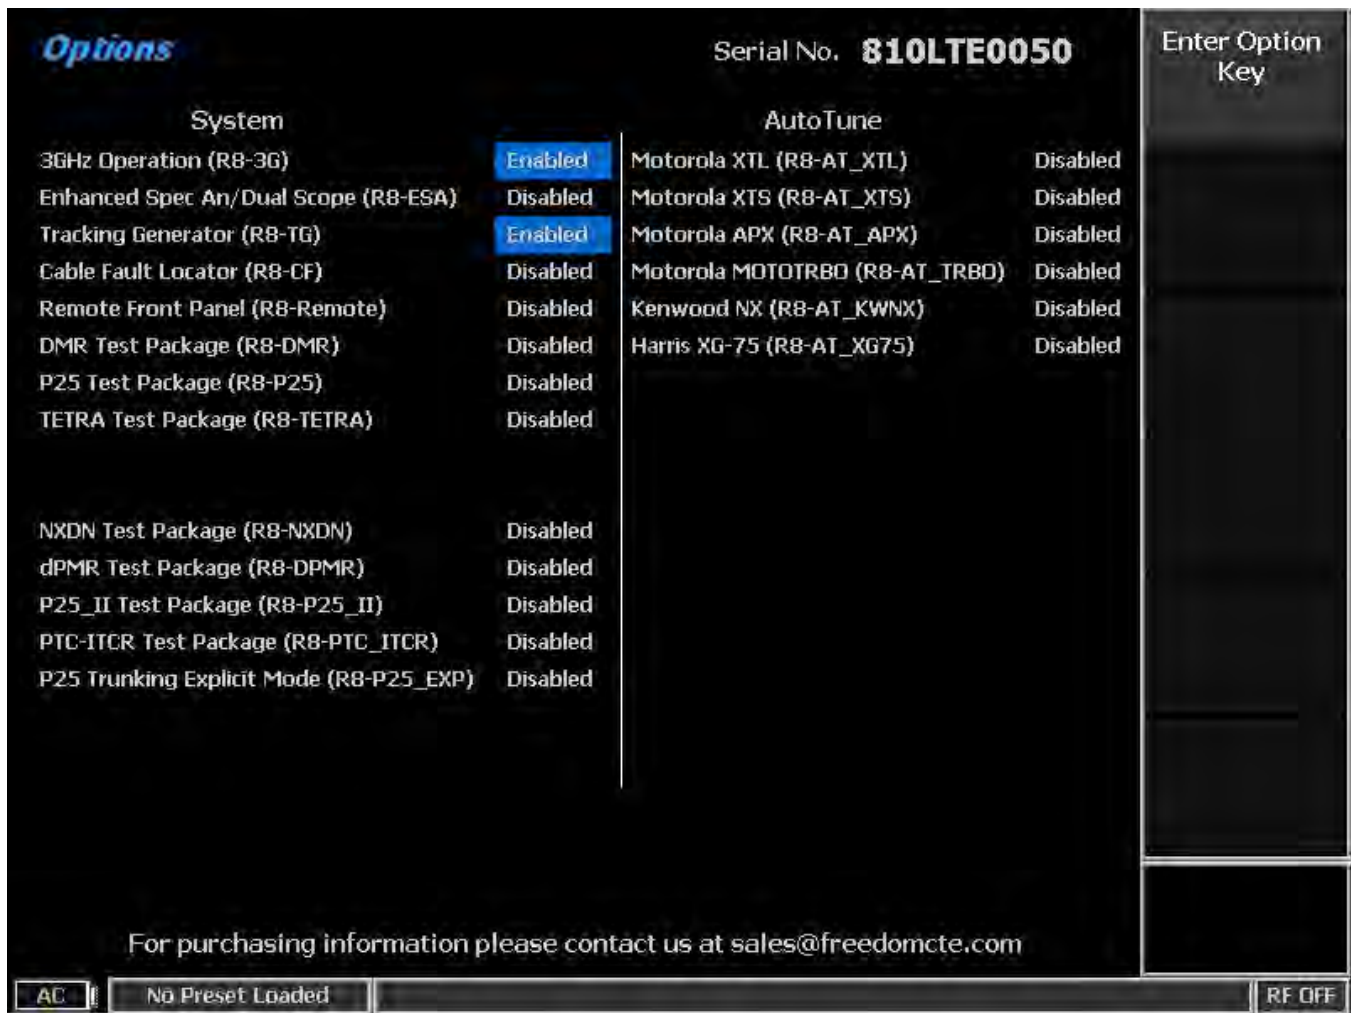 Options
Serial No. 810LTE0050
Enter Option
Key
System
AutoTune
3GHz Operation (R8-3G) Enabled
Enhanced Spec An/Dual Scope (R8-ESA) Disabled
Tracking Generator (R8-TG) Enabled
Cable Fault Locator (R8-CF) Disabled
Remote Front Panel (R8-Remote) Disabled
DMR Test Package (R8-DMR) Disabled
P25 Test Package (R8-P25) Disabled
TETRA Test Package (R8-TETRA) Disabled
NXDN Test Package (R8-NXDN) Disabled
dPMR Test Package (R8-DPMR) Disabled
P25_II Test Package (R8-P25_II) Disabled
PTC-ITCR Test Package (R8-PTC_ITCR) Disabled
P25 Trunking Explicit Mode (R8-P25_EXP) Disabled
Motorola XTL (R8-AT_XTL) Disabled
Motorola XTS (R8-AT_XTS) Disabled
Motorola APX (R8-AT_APX) Disabled
Motorola MOTOTRBO (R8-AT_TRBO) Disabled
Kenwood NX (R8-AT_KWNX) Disabled
Harris XG-75 (R8-AT_XG75) Disabled
For purchasing information please contact us at sales@freedomcte.com
AC
No Preset Loaded
RF OFF